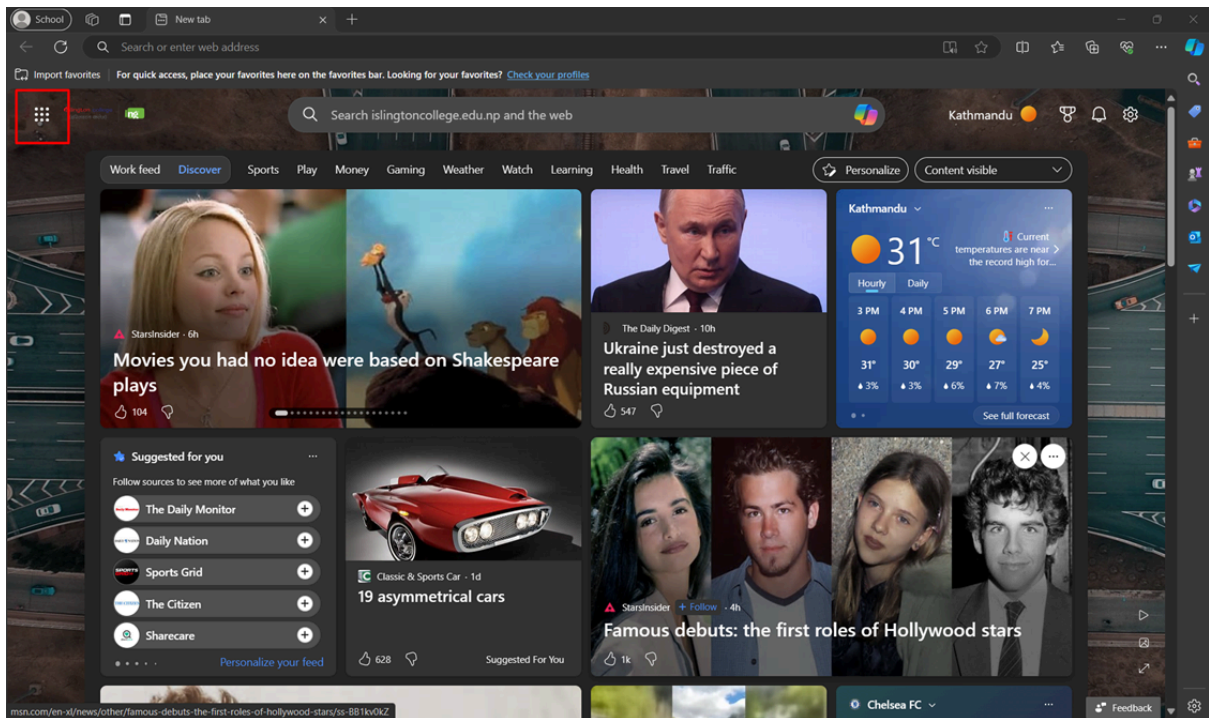 School
New tab
Search or enter web address
Import favorites
For quick access, place your favorites here on the favorites bar. Looking for your favorites? Check your profiles
ing
Search islingtoncollege.edu.np and the web
Kathmandu
Work feed Discover Sports Play Money Gaming Weather Watch Learning Health Travel Traffic
Personalize
Content visible
StarsInsider · 6h
Movies you had no idea were based on Shakespeare
plays
104
The Daily Digest · 10h
Ukraine just destroyed a
really expensive piece of
Russian equipment
547
Kathmandu
31°C
Current
temperatures are near
the record high for...
Hourly Daily
3 PM 4 PM 5 PM 6 PM 7 PM
31° 30° 29° 27° 25°
3% 3% 6% 7% 4%
See full forecast
Suggested for you
Follow sources to see more of what you like
The Daily Monitor
Daily Nation
SPORTS
Sports Grid
The Citizen
Sharecare
Personalize your feed
Classic & Sports Car · 1d
19 asymmetrical cars
628
Suggested For You
StarsInsider + Follow · 4h
Famous debuts: the first roles of Hollywood stars
1k
Chelsea FC
msn.com/en-xl/news/other/famous-debuts-the-first-roles-of-hollywood-stars/ss-BB1kv0kZ
Feedback